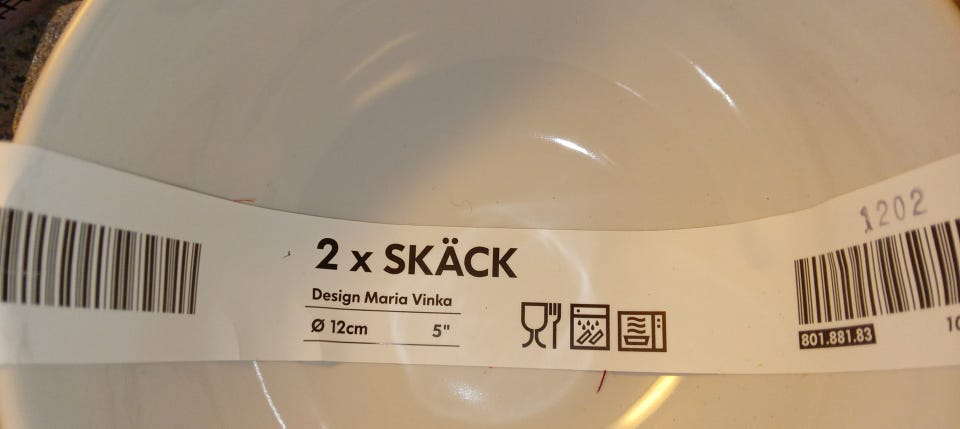 1202
2 x SKÄCK
Design Maria Vinka
Ø 12cm 5"
801.881.83